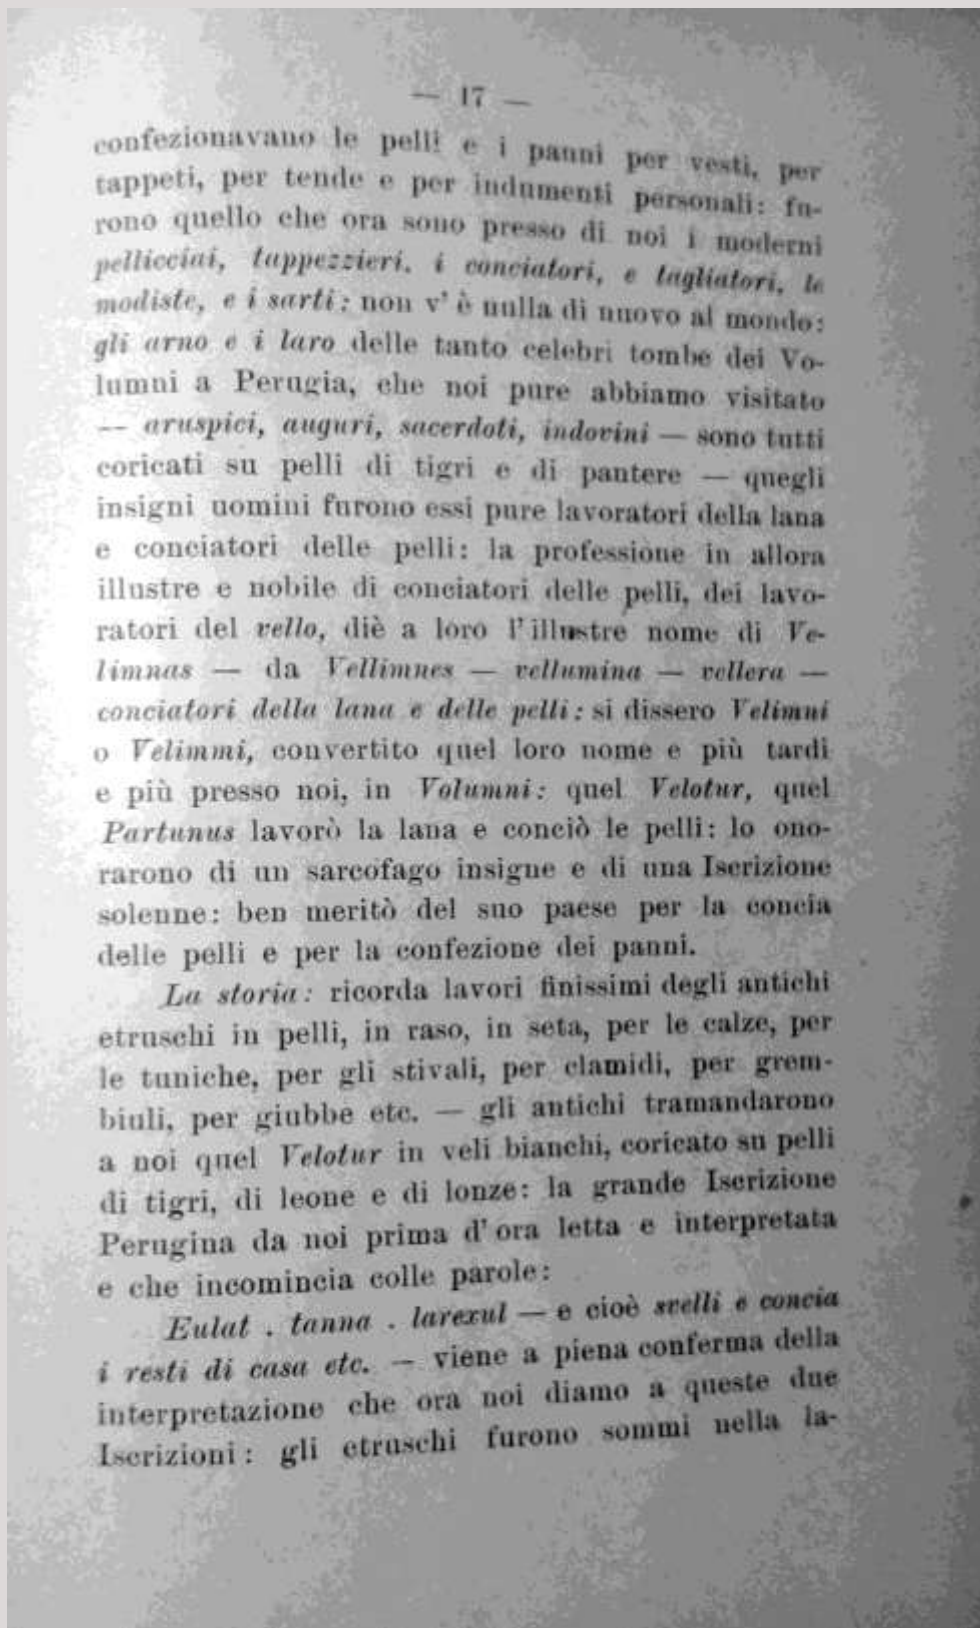 — 17 —
confezionavano le pelli e i panni per vesti, per
tappeti, per tende e per indumenti personali: fu-
rono quello che ora sono presso di noi i moderni
pellicciai, tappezzieri, i conciatori, e tagliatori, le
modiste, e i sarti: non v' è nulla di nuovo al mondo:
gli arno e i laro delle tanto celebri tombe dei Vo-
lumni a Perugia, che noi pure abbiamo visitato
— aruspici, auguri, sacerdoti, indovini — sono tutti
coricati su pelli di tigri e di pantere — quegli
insigni uomini furono essi pure lavoratori della lana
e conciatori delle pelli: la professione in allora
illustre e nobile di conciatori delle pelli, dei lavo-
ratori del vello, diè a loro l' illustre nome di Ve-
limnas — da Vellimnes — vellumina — vellera —
conciatori della lana e delle pelli: si dissero Velimni
o Velimmi, convertito quel loro nome e più tardi
e più presso noi, in Volumni: quel Velotur, quel
Partunus lavorò la lana e conciò le pelli: lo ono-
rarono di un sarcofago insigne e di una Iscrizione
solenne: ben meritò del suo paese per la concia
delle pelli e per la confezione dei panni.
La storia: ricorda lavori finissimi degli antichi
etruschi in pelli, in raso, in seta, per le calze, per
le tuniche, per gli stivali, per clamidi, per grem-
biuli, per giubbe etc. — gli antichi tramandarono
a noi quel Velotur in veli bianchi, coricato su pelli
di tigri, di leone e di lonze: la grande Iscrizione
Perugina da noi prima d' ora letta e interpretata
e che incomincia colle parole:
Eulat . tanna . larexul — e cioè svelli e concia
i resti di casa etc. — viene a piena conferma della
interpretazione che ora noi diamo a queste due
Iscrizioni: gli etruschi furono sommi nella la-